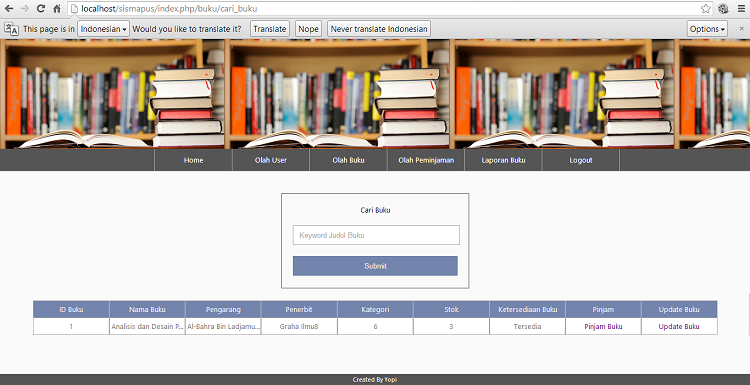 localhost/sismapus/index.php/buku/cari_buku
This page is in Indonesian Would you like to translate it? Translate Nope Never translate Indonesian Options ×
Home Olah User Olah Buku Olah Peminjaman Laporan Buku Logout
Cari Buku
Keyword Judul Buku
Submit
ID Buku Nama Buku Pengarang Penerbit Kategori Stok Ketersediaan Buku Pinjam Update Buku
1 Analisis dan Desain P... Al-Bahra Bin Ladjamu... Graha Ilmu8 6 3 Tersedia Pinjam Buku Update Buku
Created By Yopi